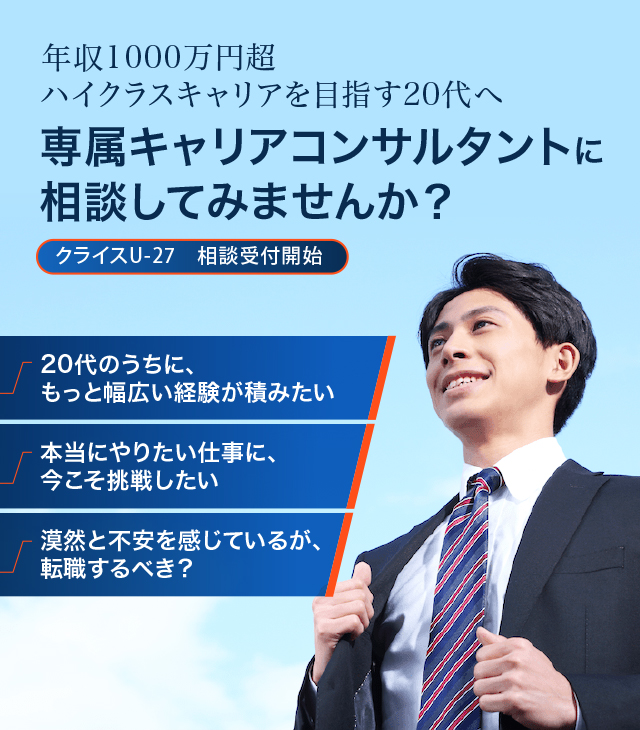 年収1000万円超
ハイクラスキャリアを目指す20代へ
専属キャリアコンサルタントに
相談してみませんか？
クライスU-27　相談受付開始
20代のうちに、
もっと幅広い経験が積みたい
本当にやりたい仕事に、
今こそ挑戦したい
漠然と不安を感じているが、
転職するべき？